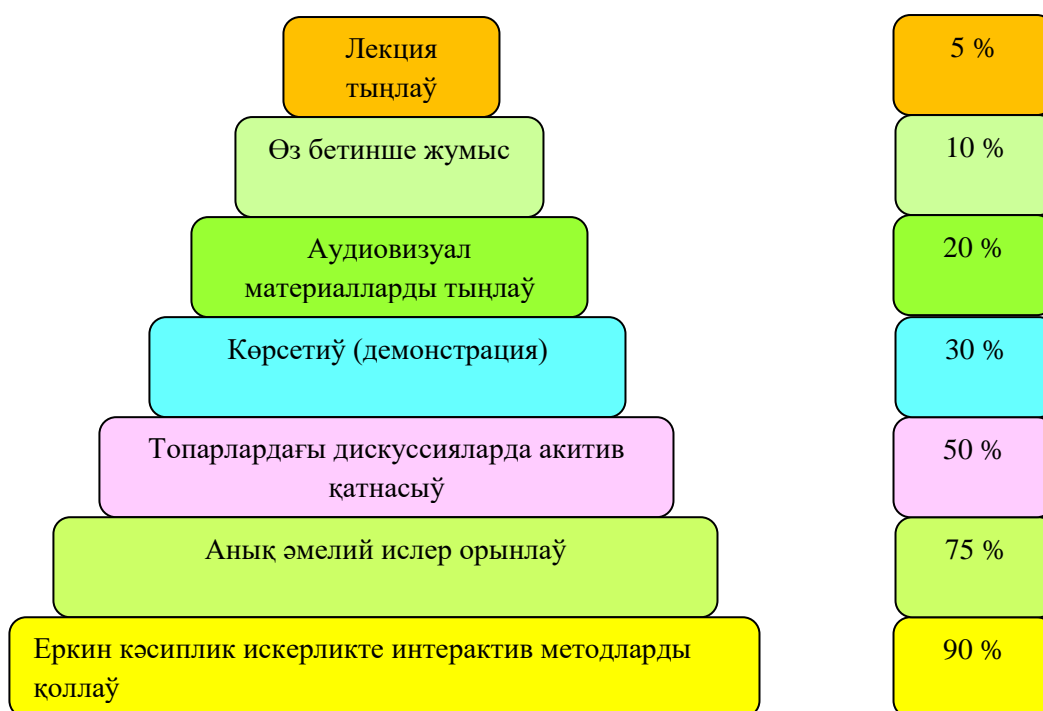 Лекция
тыңлаў
5 %
Өз бетинше жумыс
10 %
Аудиовизуал
материалларды тыңлаў
20 %
Көрсетиў (демонстрация)
30 %
Топарлардағы дискуссияларда акитив
қатнасыў
50 %
Анық әмелий ислер орынлаў
75 %
Еркин кәсиплик искерликте интерактив методларды
қоллаў
90 %